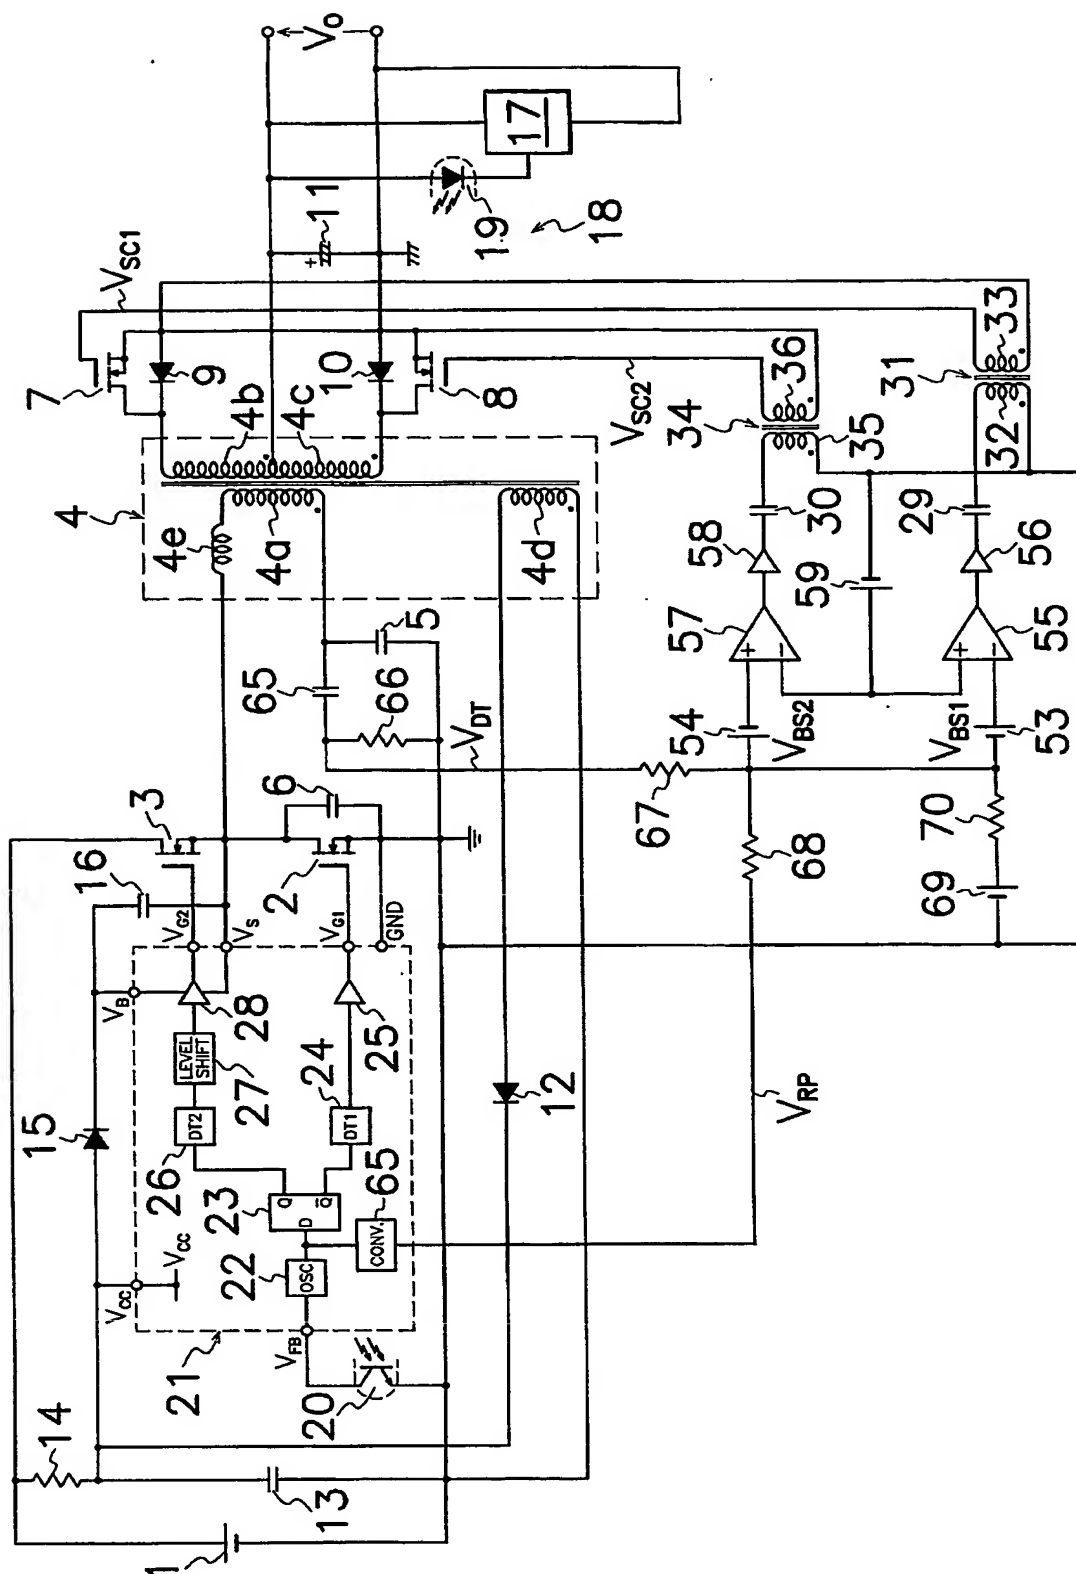 14
15
16
3
7
VSC1
VCC
VCC
VB
VG2
VS
4
4e
9
4b
VO
21
26
DT2
LEVEL
SHIFT
27
28
2
6
65
4a
4c
10
11
22
23
Q
D
Q̄
OSC
24
25
VG1
GND
VFB
20
65
CONV.
DT1
66
5
8
19
17
18
13
1
12
VDT
4d
VSC2
VRP
68
67
54
VBS2
57
58
30
34
35
36
59
69
70
VBS1
53
55
56
29
32
31
33
+
+
−
+
−